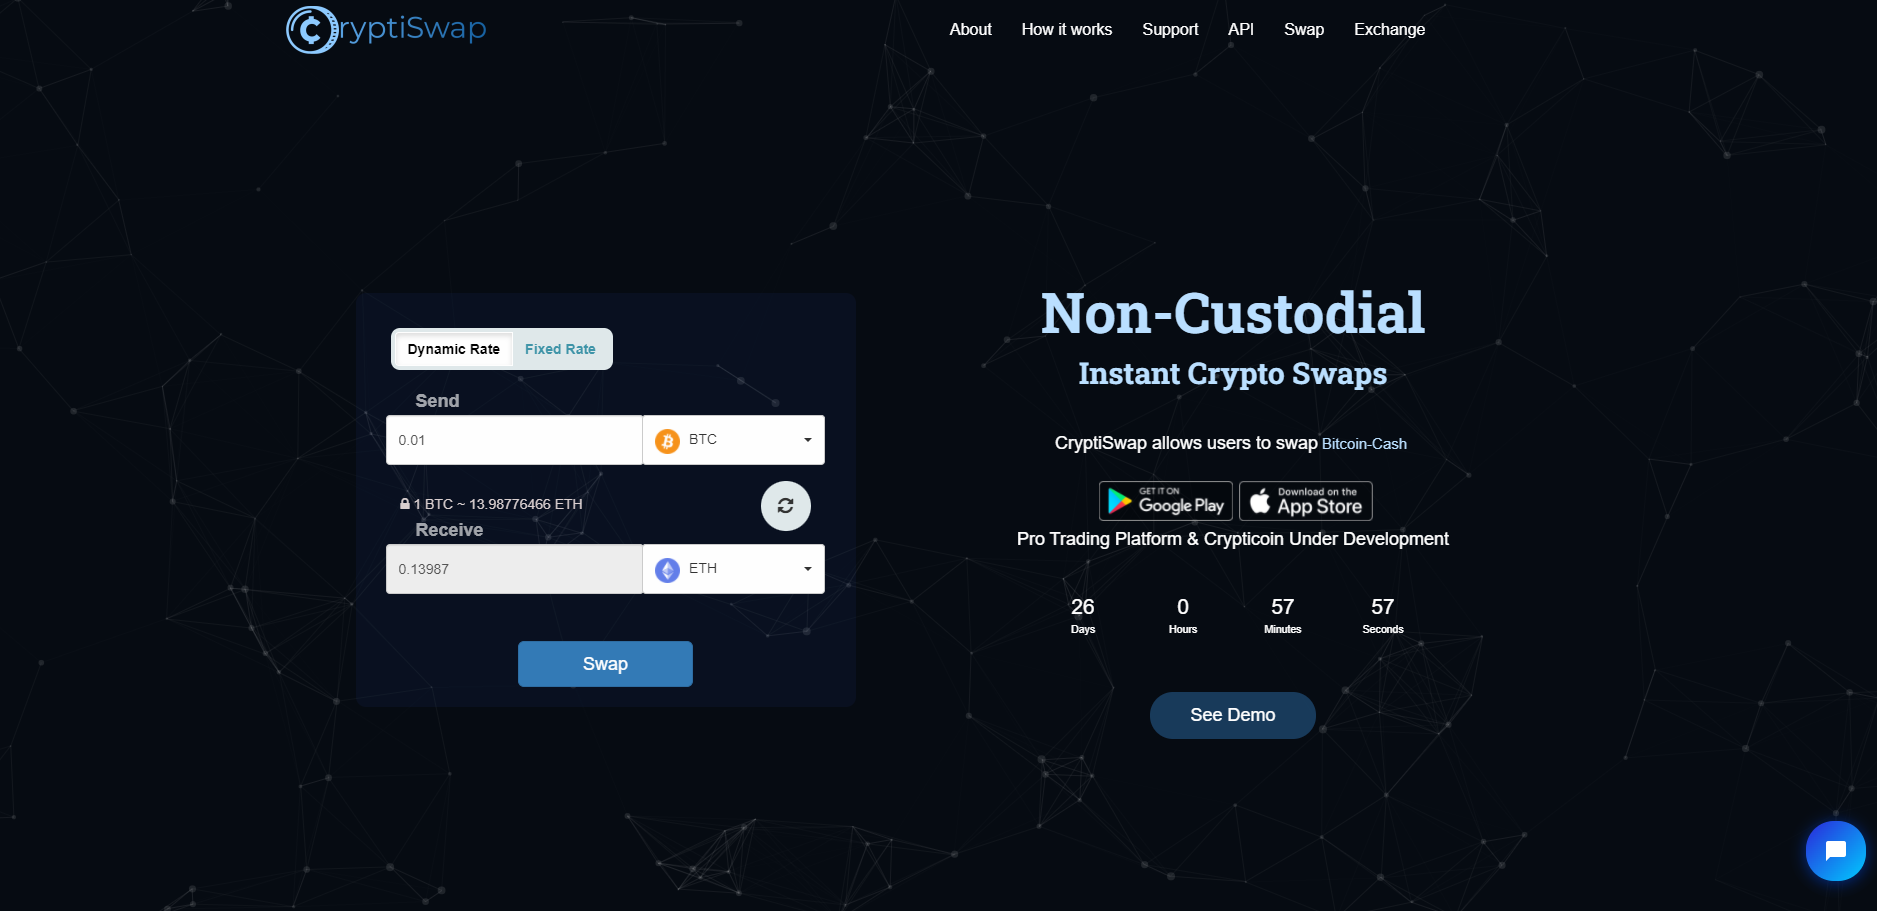 CryptiSwap
About How it works Support API Swap Exchange
Dynamic Rate Fixed Rate
Send
0.01 BTC
1 BTC ~ 13.98776466 ETH
Receive
0.13987 ETH
Swap
Non-Custodial
Instant Crypto Swaps
CryptiSwap allows users to swap Bitcoin-Cash
GET IT ON
Google Play
Download on the
App Store
Pro Trading Platform & Crypticoin Under Development
26 0 57 57
Days Hours Minutes Seconds
See Demo